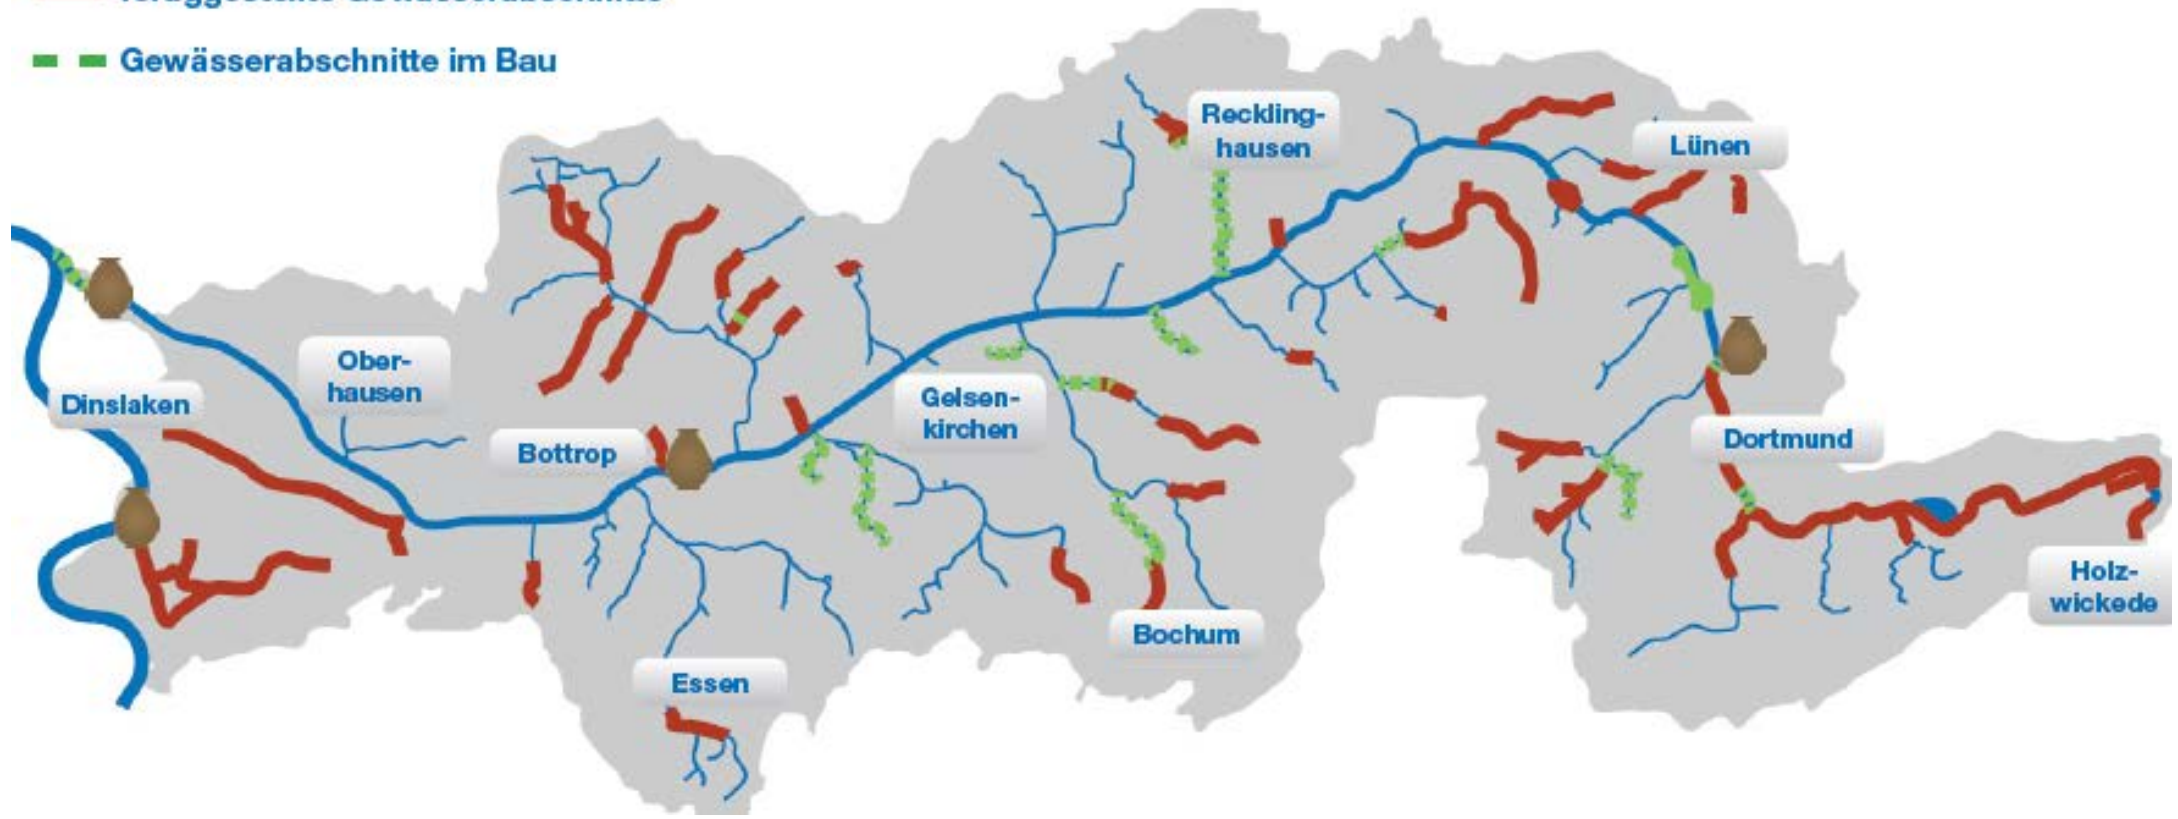 Gewässerabschnitte im Bau
Reckling-
hausen
Lünen
Ober-
hausen
Dinslaken
Gelsen-
kirchen
Bottrop
Dortmund
Holz-
wickede
Bochum
Essen